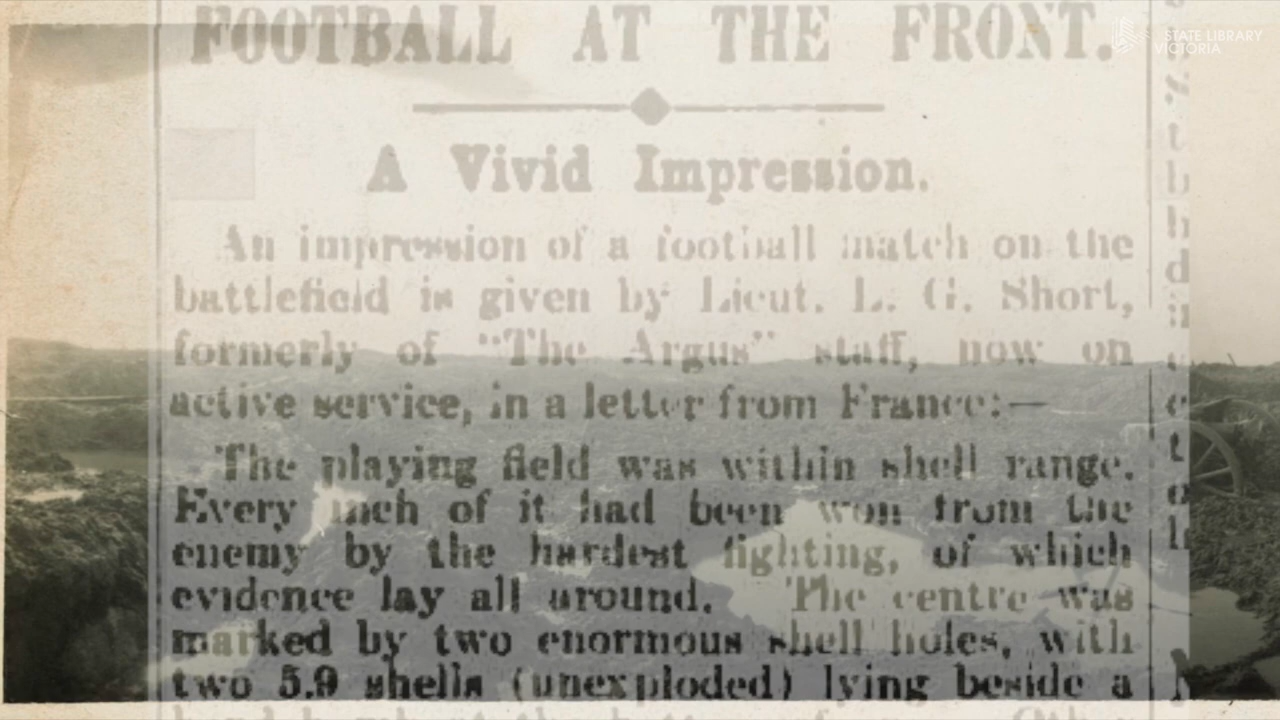 FOOTBALL AT THE FRONT.
STATE LIBRARY
VICTORIA
A Vivid Impression.
An impression of a football match on the
battlefield is given by Lieut. L. G. Short,
formerly of "The Argus" staff, now on
active service, in a letter from France:—
The playing field was within shell range.
Every inch of it had been won from the
enemy by the hardest fighting, of which
evidence lay all around. The centre was
marked by two enormous shell holes, with
two 5.9 shells (unexploded) lying beside a